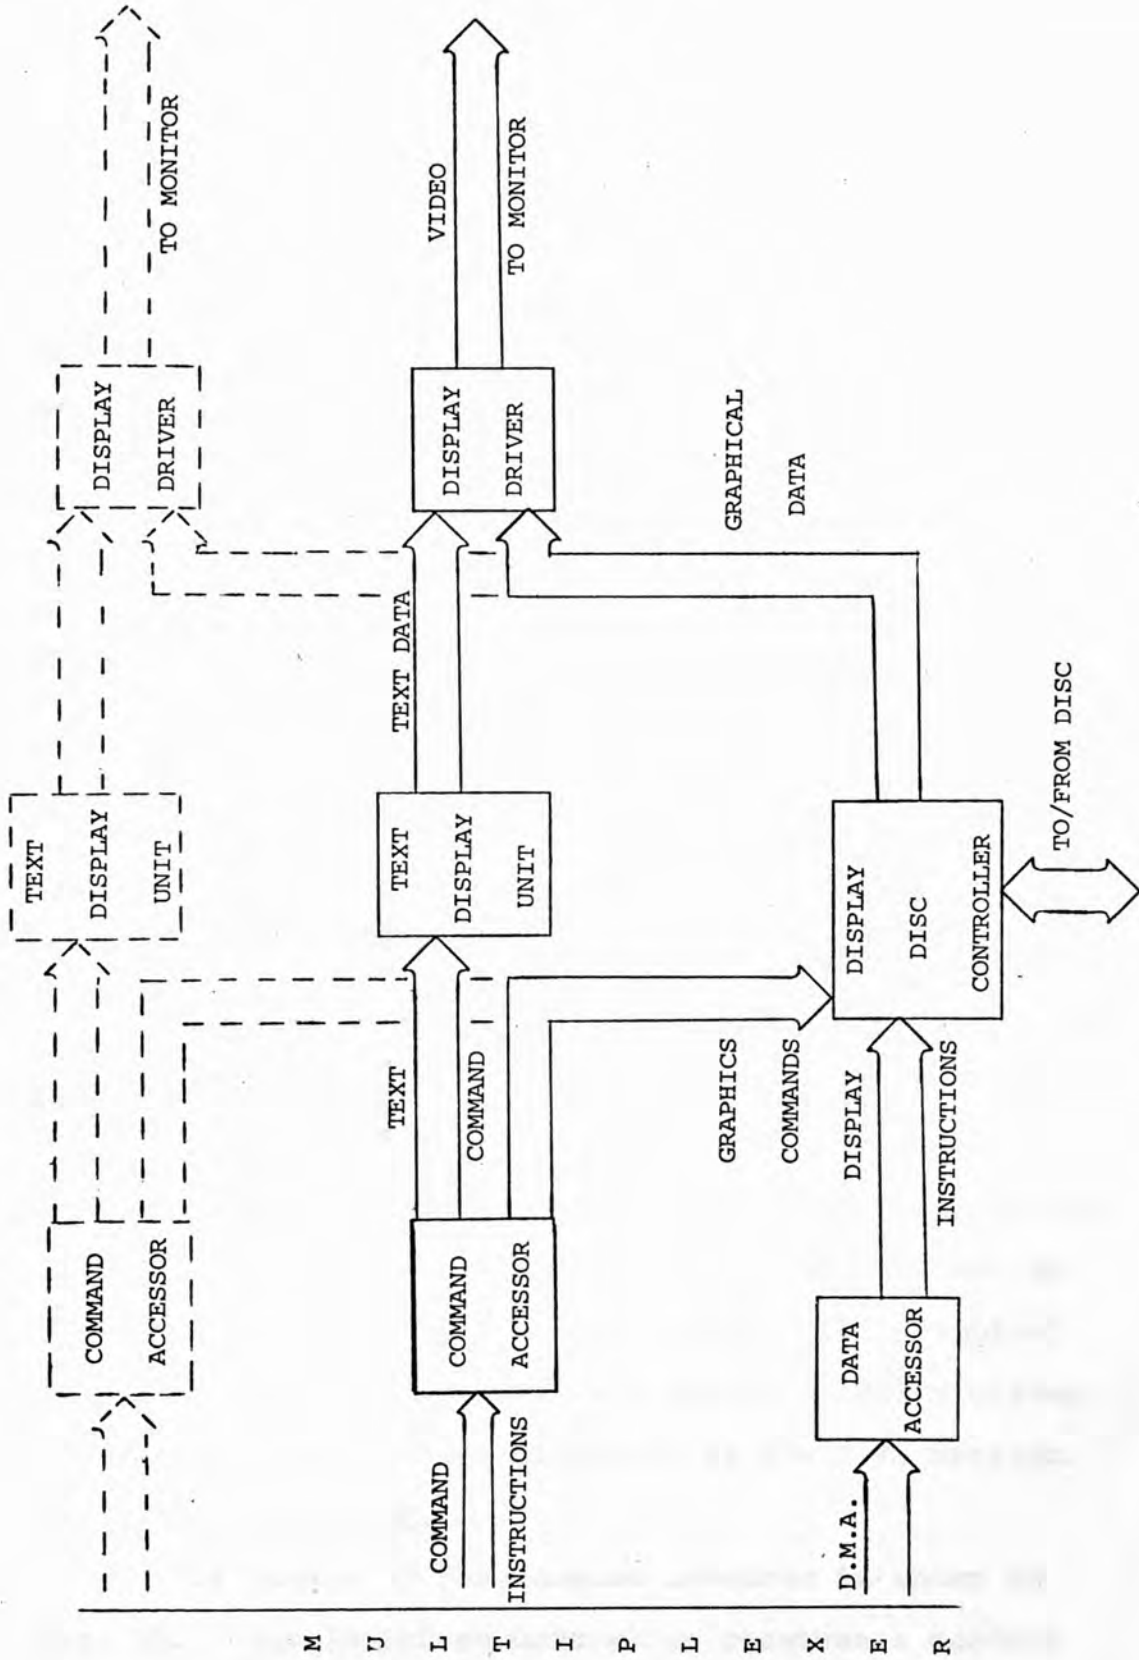 COMMAND
ACCESSOR
TEXT
DISPLAY
UNIT
DISPLAY
DRIVER
TO MONITOR
COMMAND
INSTRUCTIONS
COMMAND
ACCESSOR
TEXT
COMMAND
TEXT
DISPLAY
UNIT
TEXT DATA
DISPLAY
DRIVER
VIDEO
TO MONITOR
GRAPHICS
COMMANDS
GRAPHICAL
DATA
D.M.A.
DATA
ACCESSOR
DISPLAY
INSTRUCTIONS
DISPLAY
DISC
CONTROLLER
TO/FROM DISC
M U L T I P L E X E R